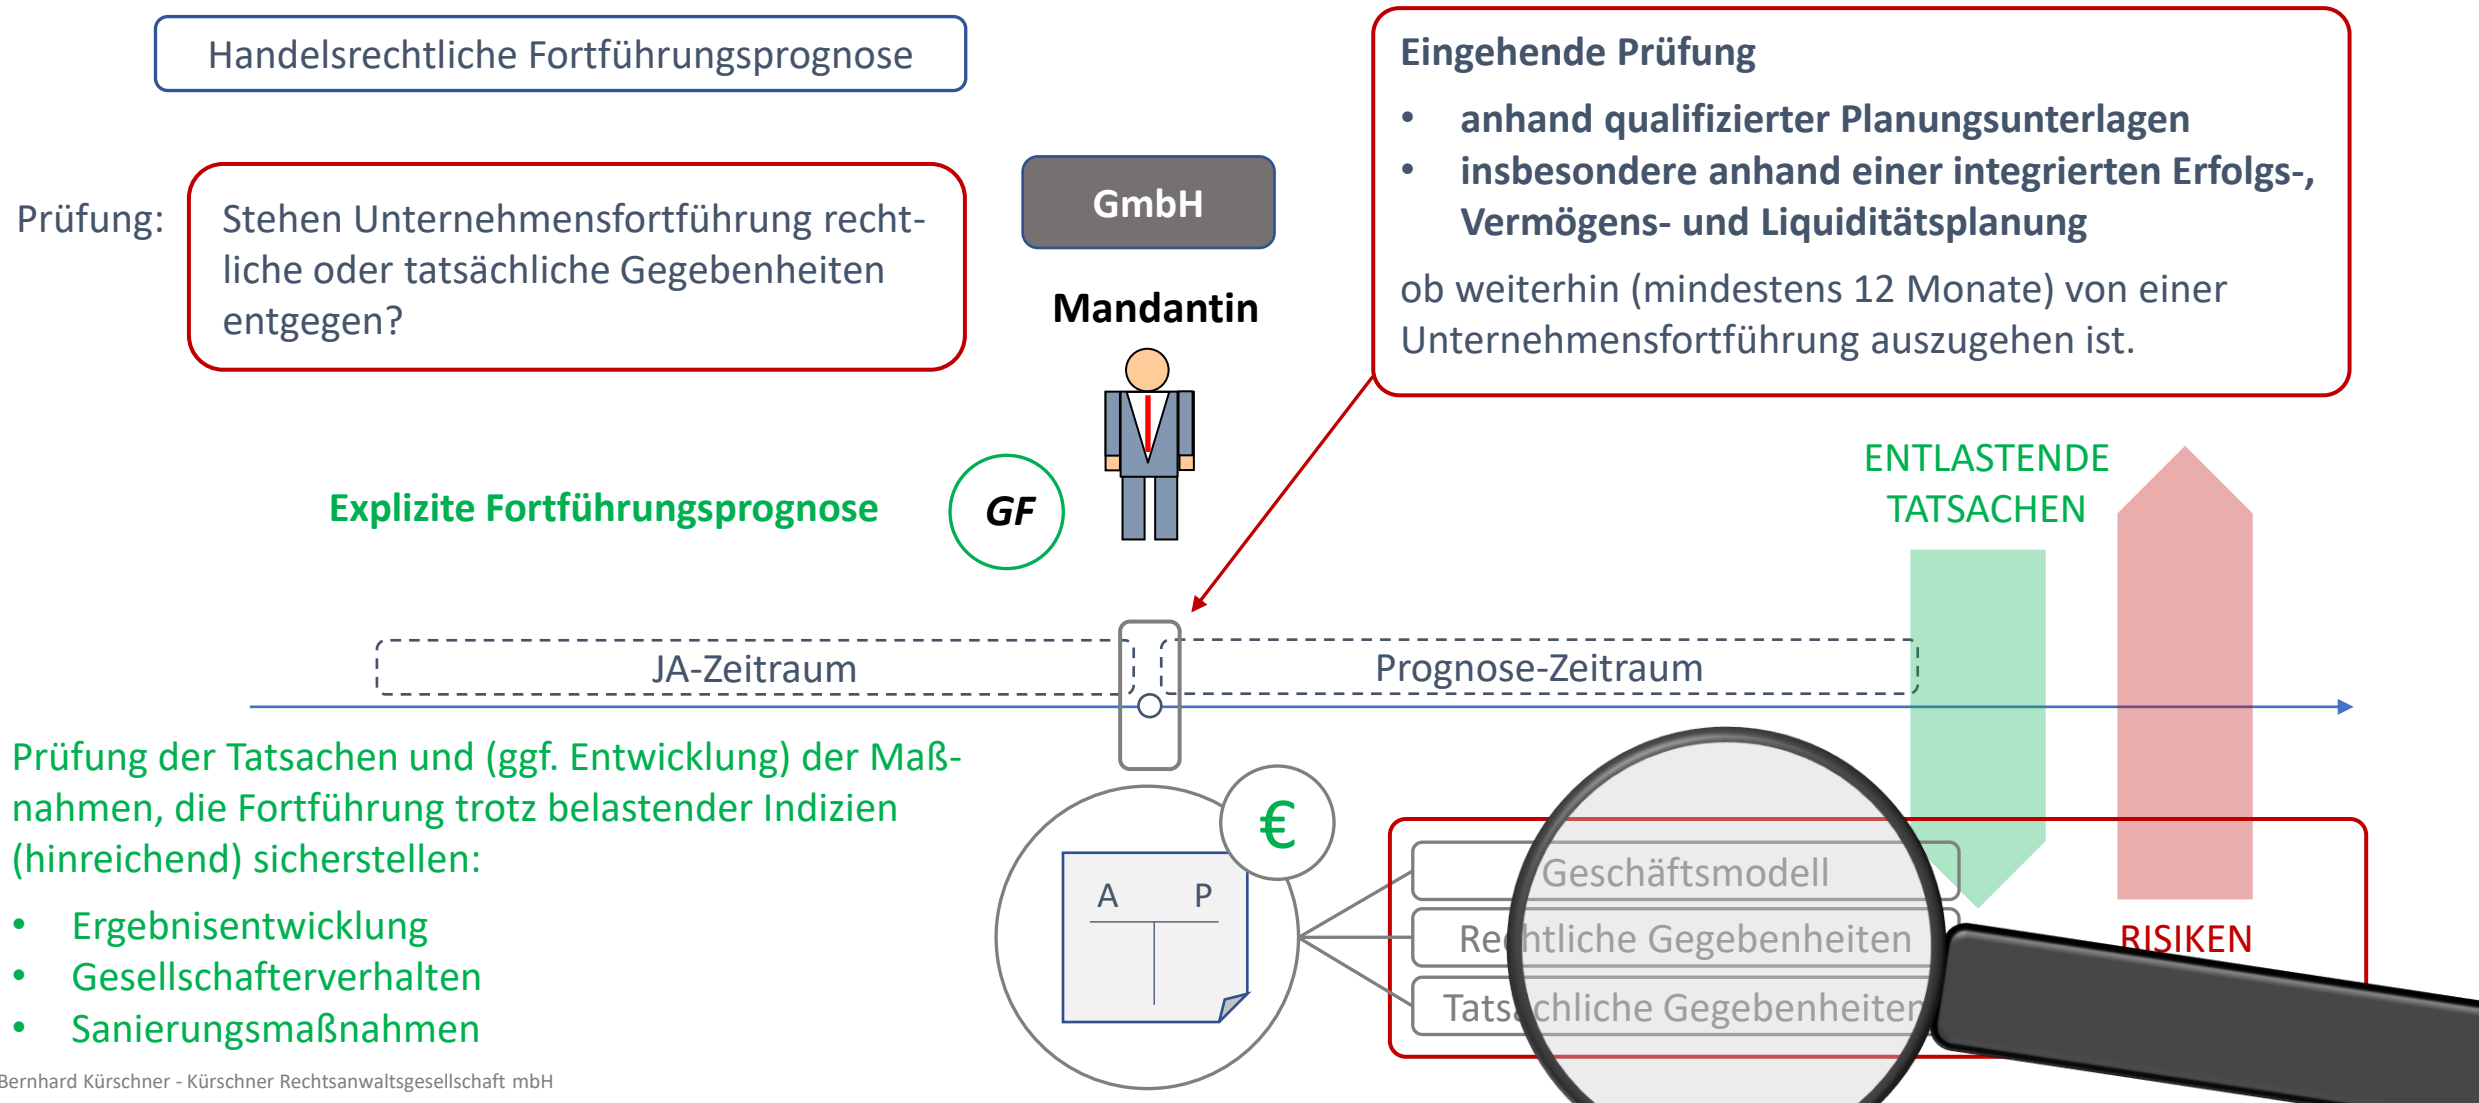 Handelsrechtliche Fortführungsprognose
Prüfung:
Stehen Unternehmensfortführung recht-
liche oder tatsächliche Gegebenheiten
entgegen?
GmbH
Mandantin
Eingehende Prüfung
• anhand qualifizierter Planungsunterlagen
• insbesondere anhand einer integrierten Erfolgs-,
Vermögens- und Liquiditätsplanung
ob weiterhin (mindestens 12 Monate) von einer
Unternehmensfortführung auszugehen ist.
Explizite Fortführungsprognose
GF
ENTLASTENDE
TATSACHEN
JA-Zeitraum
Prognose-Zeitraum
Prüfung der Tatsachen und (ggf. Entwicklung) der Maß-
nahmen, die Fortführung trotz belastender Indizien
(hinreichend) sicherstellen:
• Ergebnisentwicklung
• Gesellschafterverhalten
• Sanierungsmaßnahmen
€
A P
Geschäftsmodell
Rechtliche Gegebenheiten
Tatsächliche Gegebenheiten
RISIKEN
Bernhard Kürschner - Kürschner Rechtsanwaltsgesellschaft mbH